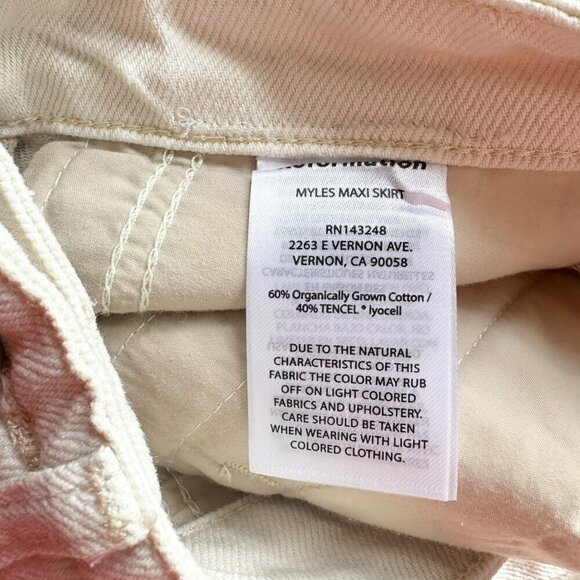 Reformation
MYLES MAXI SKIRT
RN143248
2263 E VERNON AVE.
VERNON, CA 90058
60% Organically Grown Cotton /
40% TENCEL ® lyocell
DUE TO THE NATURAL
CHARACTERISTICS OF THIS
FABRIC THE COLOR MAY RUB
OFF ON LIGHT COLORED
FABRICS AND UPHOLSTERY.
CARE SHOULD BE TAKEN
WHEN WEARING WITH LIGHT
COLORED CLOTHING.